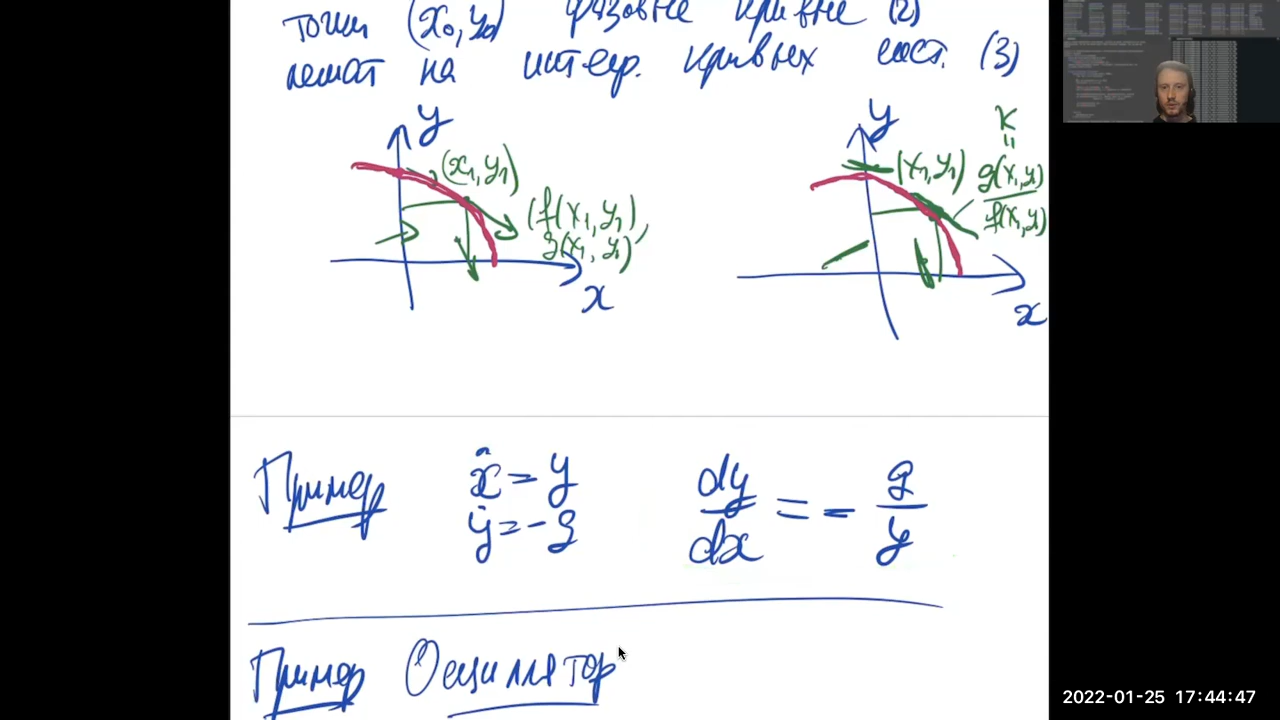 точки (x₀, y₀) фазовые кривые (2)
лежат на интегр. кривых сист. (3)
y
(x₁, y₁)
(f(x₁, y₁),
g(x₁, y₁)
x
y
K
=
(x₁, y₁)
g(x₁, y₁)
f(x₁, y₁)
x
Пример
ẋ = y
ẏ = -g
dy/dx = - g/y
Пример Осциллятор
2022-01-25 17:44:47